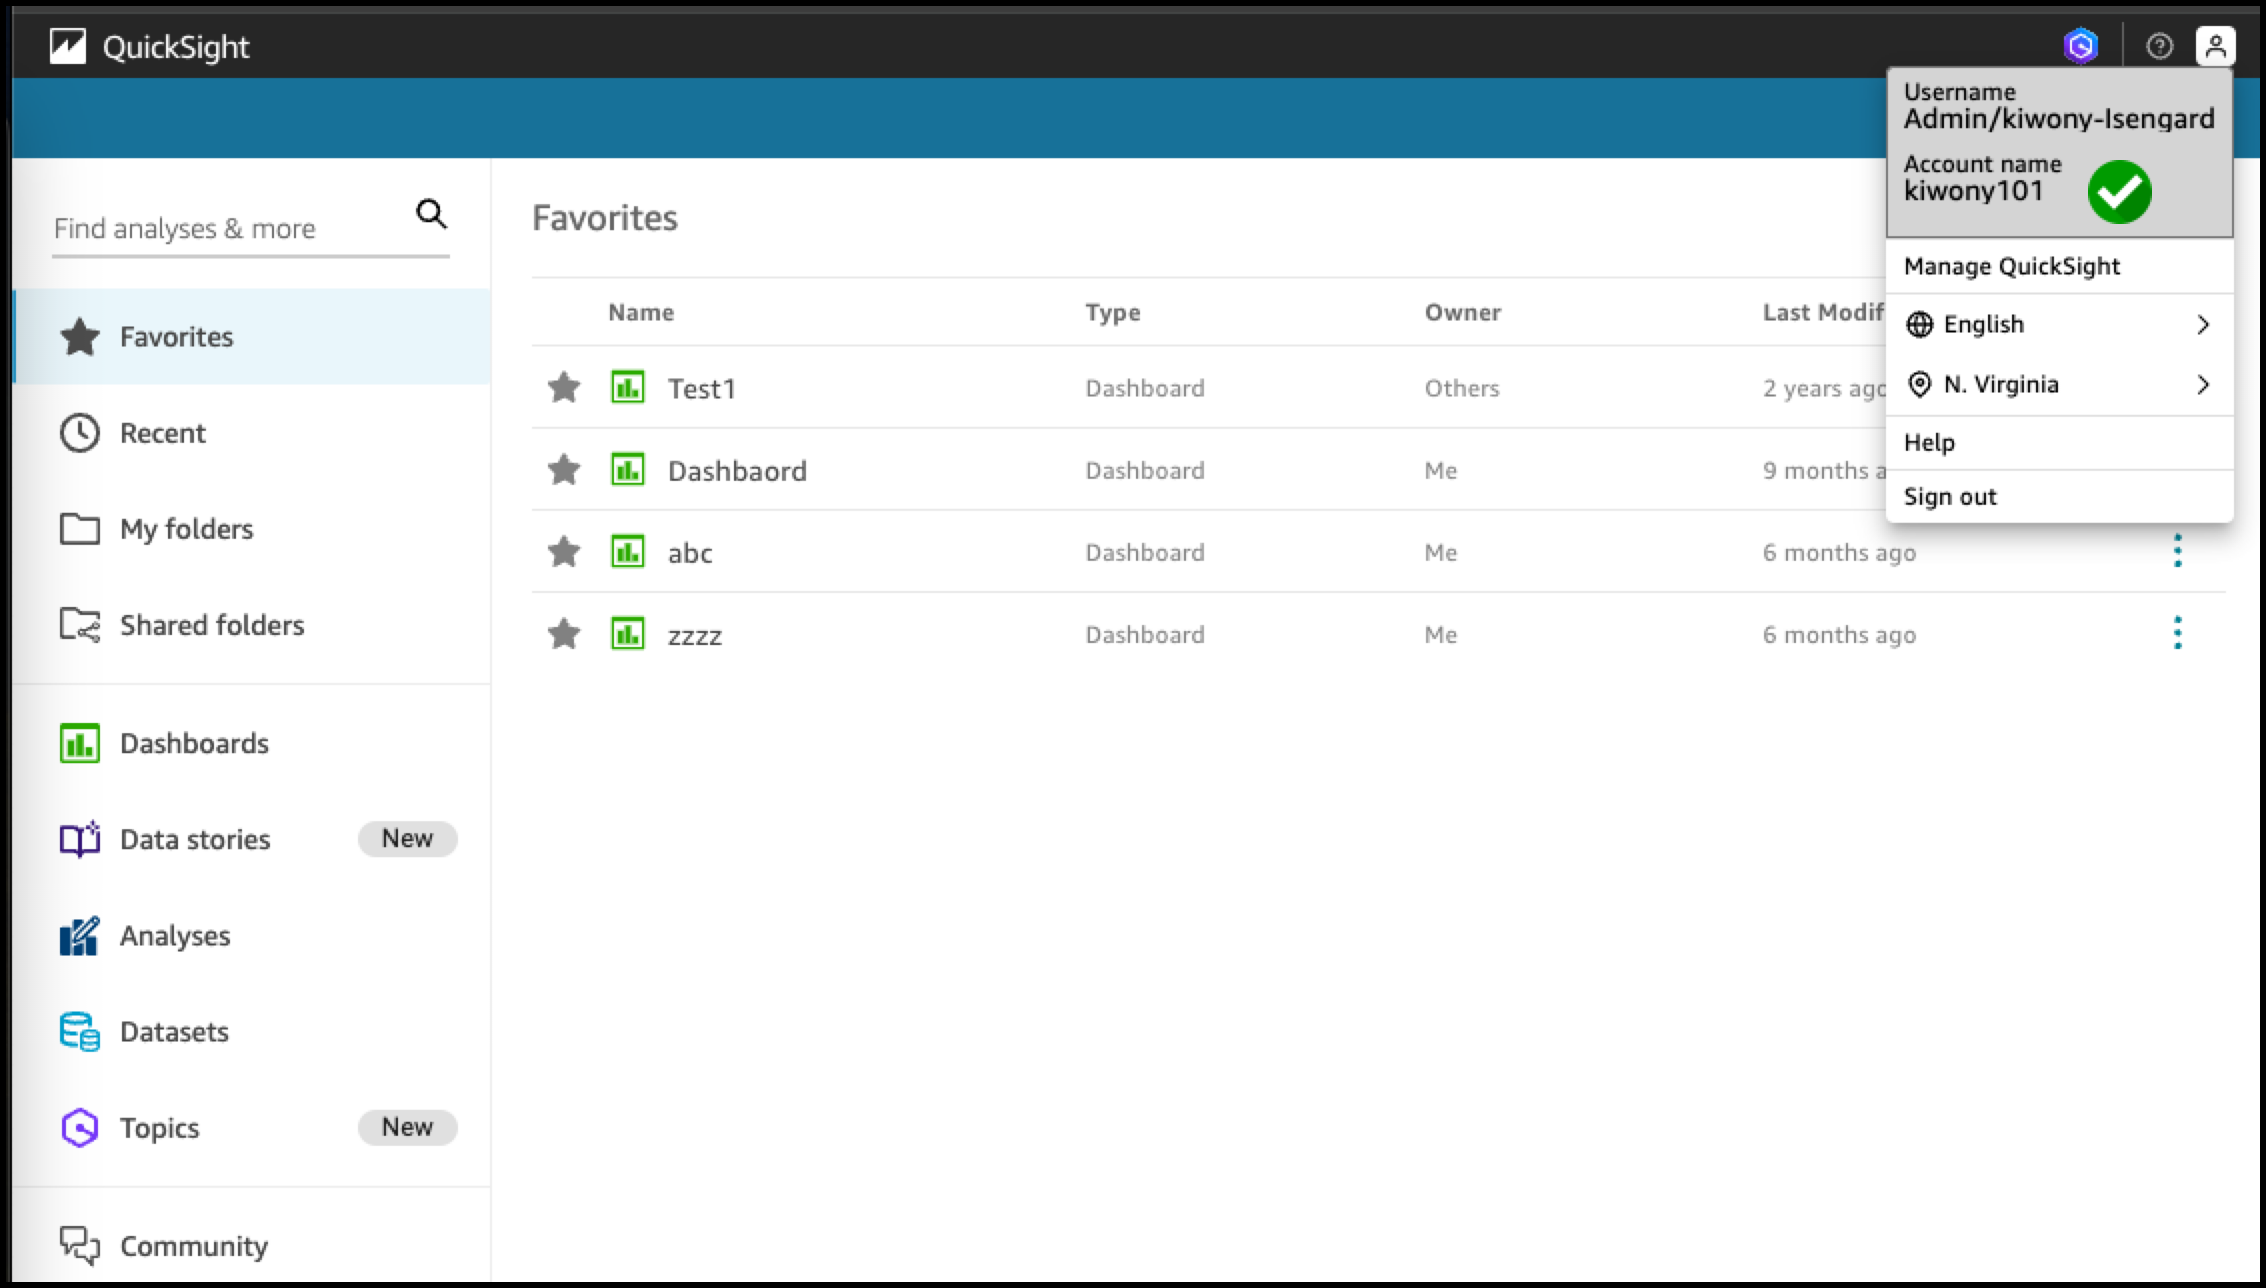 QuickSight
Username
Admin/kiwony-Isengard
Account name
kiwony101
Manage QuickSight
English
N. Virginia
Help
Sign out
Find analyses & more
Favorites
Recent
My folders
Shared folders
Dashboards
Data stories New
Analyses
Datasets
Topics New
Community
Favorites
Name Type Owner Last Modif
Test1 Dashboard Others 2 years ago
Dashbaord Dashboard Me 9 months a
abc Dashboard Me 6 months ago
zzzz Dashboard Me 6 months ago